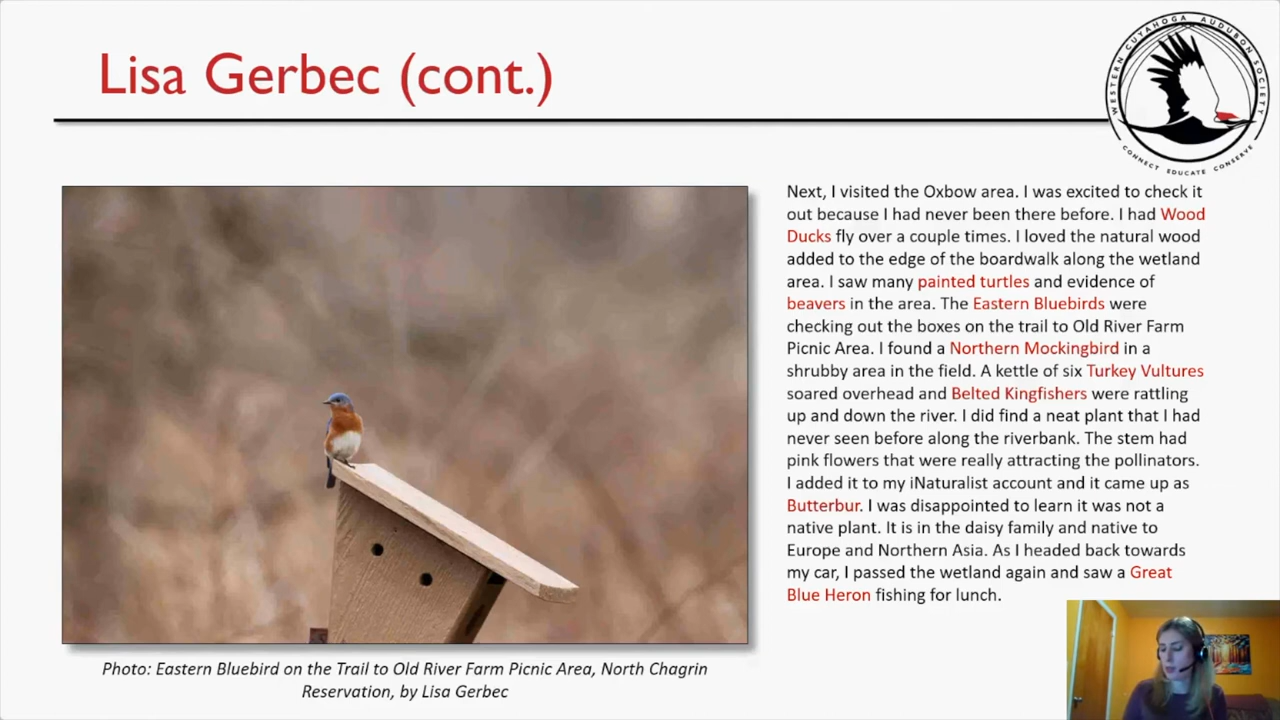 Lisa Gerbec (cont.)
WESTERN CUYAHOGA AUDUBON SOCIETY
CONNECT EDUCATE CONSERVE
Next, I visited the Oxbow area. I was excited to check it
out because I had never been there before. I had Wood
Ducks fly over a couple times. I loved the natural wood
added to the edge of the boardwalk along the wetland
area. I saw many painted turtles and evidence of
beavers in the area. The Eastern Bluebirds were
checking out the boxes on the trail to Old River Farm
Picnic Area. I found a Northern Mockingbird in a
shrubby area in the field. A kettle of six Turkey Vultures
soared overhead and Belted Kingfishers were rattling
up and down the river. I did find a neat plant that I had
never seen before along the riverbank. The stem had
pink flowers that were really attracting the pollinators.
I added it to my iNaturalist account and it came up as
Butterbur. I was disappointed to learn it was not a
native plant. It is in the daisy family and native to
Europe and Northern Asia. As I headed back towards
my car, I passed the wetland again and saw a Great
Blue Heron fishing for lunch.
Photo: Eastern Bluebird on the Trail to Old River Farm Picnic Area, North Chagrin
Reservation, by Lisa Gerbec